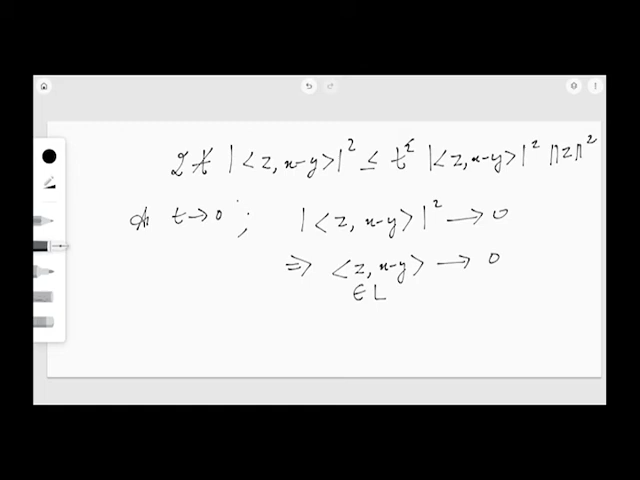 2t |<z, x-y>|² ≤ t² |<z, x-y>|² ||z||²
As t → 0 ; |<z, x-y>|² → 0
⇒ <z, x-y> → 0
∈ L